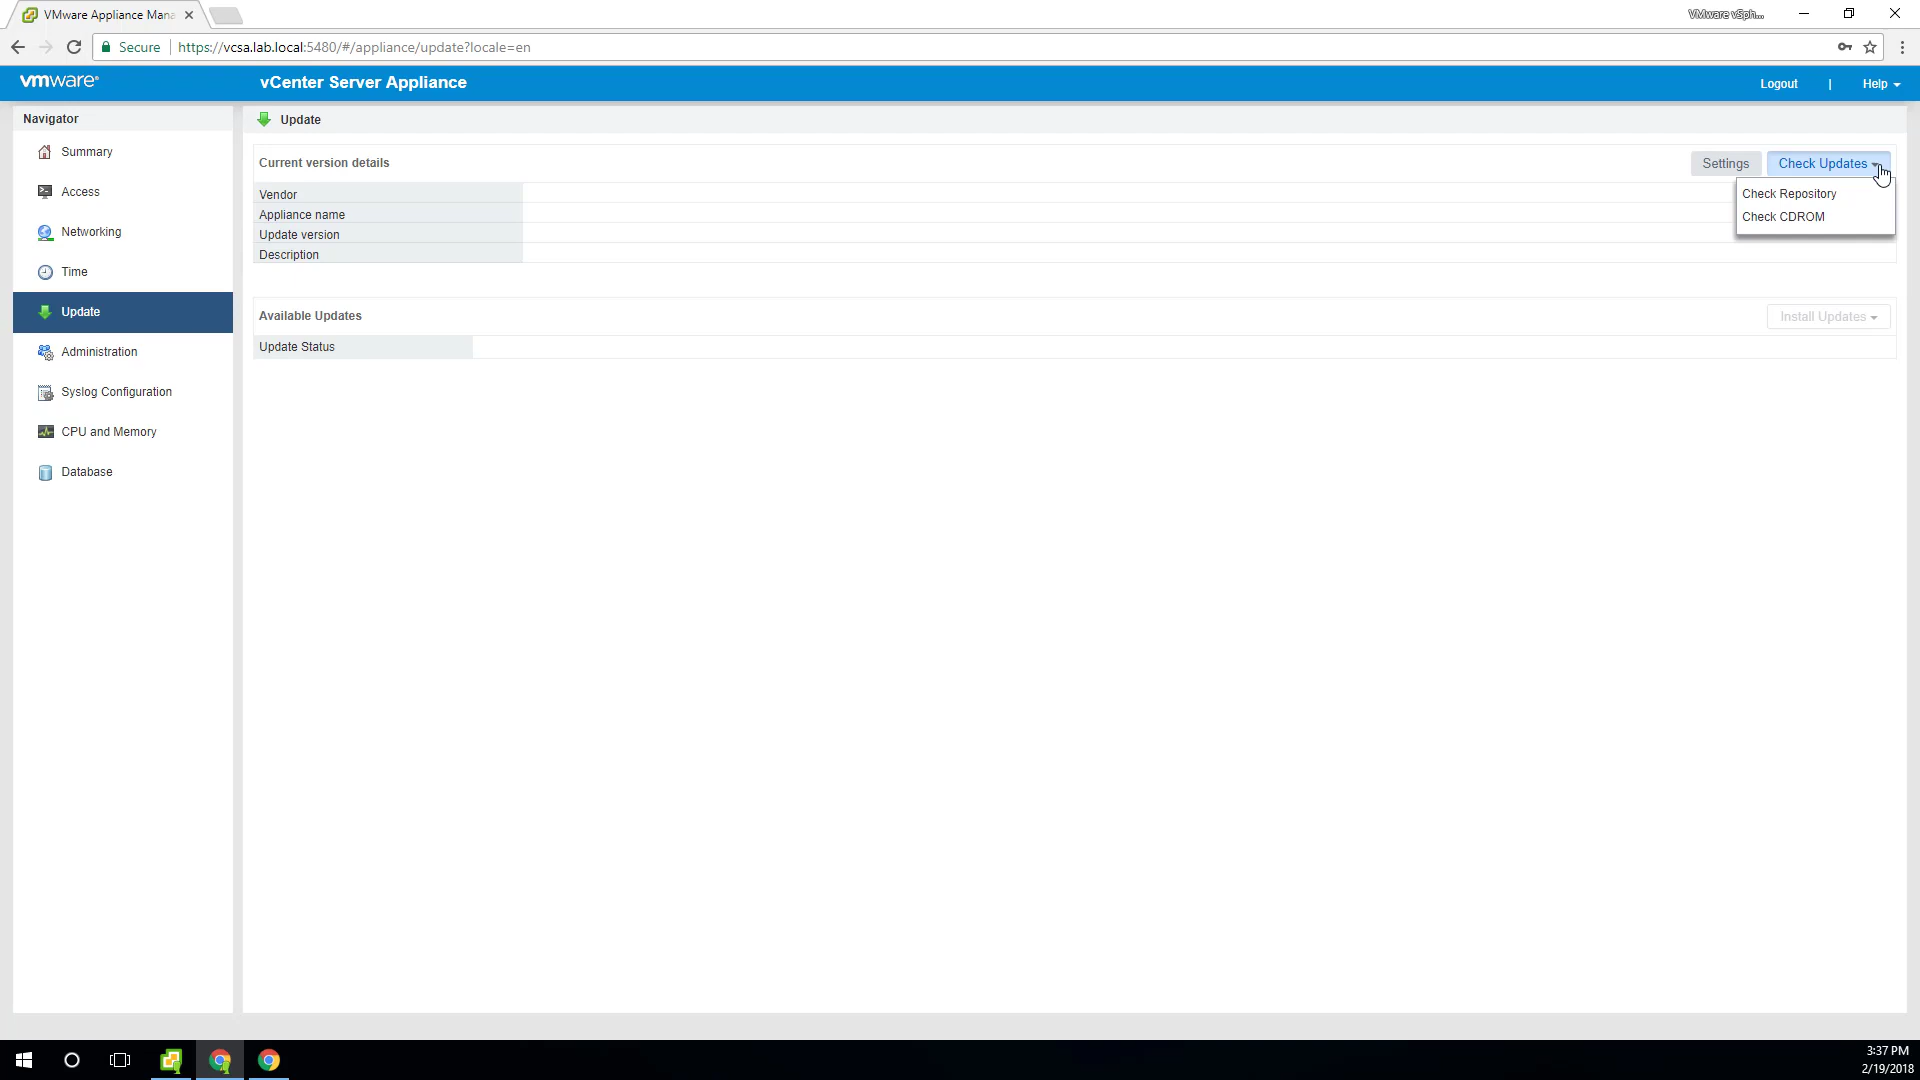 VMware Appliance Mana
VMware vSph...
Secure
https://vcsa.lab.local:5480/#/appliance/update?locale=en
vmware®
vCenter Server Appliance
Logout
|
Help
Navigator
Summary
Access
Networking
Time
Update
Administration
Syslog Configuration
CPU and Memory
Database
Update
Current version details
Settings
Check Updates
Check Repository
Check CDROM
Vendor
Appliance name
Update version
Description
Available Updates
Install Updates
Update Status
3:37 PM
2/19/2018